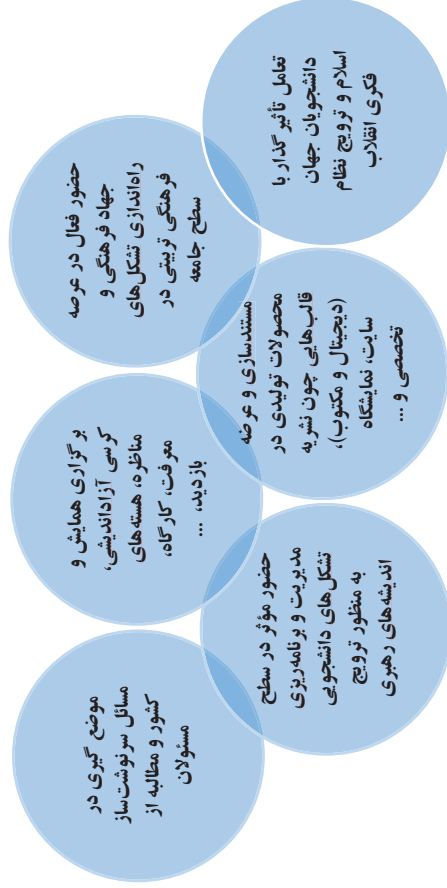 تعامل تأثیر گذار با
دانشجویان جهان
اسلام و ترویج نظام
فکری انقلاب
حضور فعال در عرصه
جهاد فرهنگی و
راه‌اندازی تشکل‌های
فرهنگی تربیتی در
سطح جامعه
مستندسازی و عرضه
محصولات تولیدی در
قالب‌هایی چون نشریه
(دیجیتال و مکتوب)،
سایت، نمایشگاه
تخصصی و ...
برگزاری همایش و
کرسی آزاداندیشی،
مناظره، هسته‌های
معرفت، کارگاه،
بازدید، ...
حضور مؤثر در سطح
مدیریت و برنامه‌ریزی
تشکل‌های دانشجویی
به منظور ترویج
اندیشه‌های رهبری
موضع گیری در
مسائل سرنوشت‌ساز
کشور و مطالبه از
مسئولان